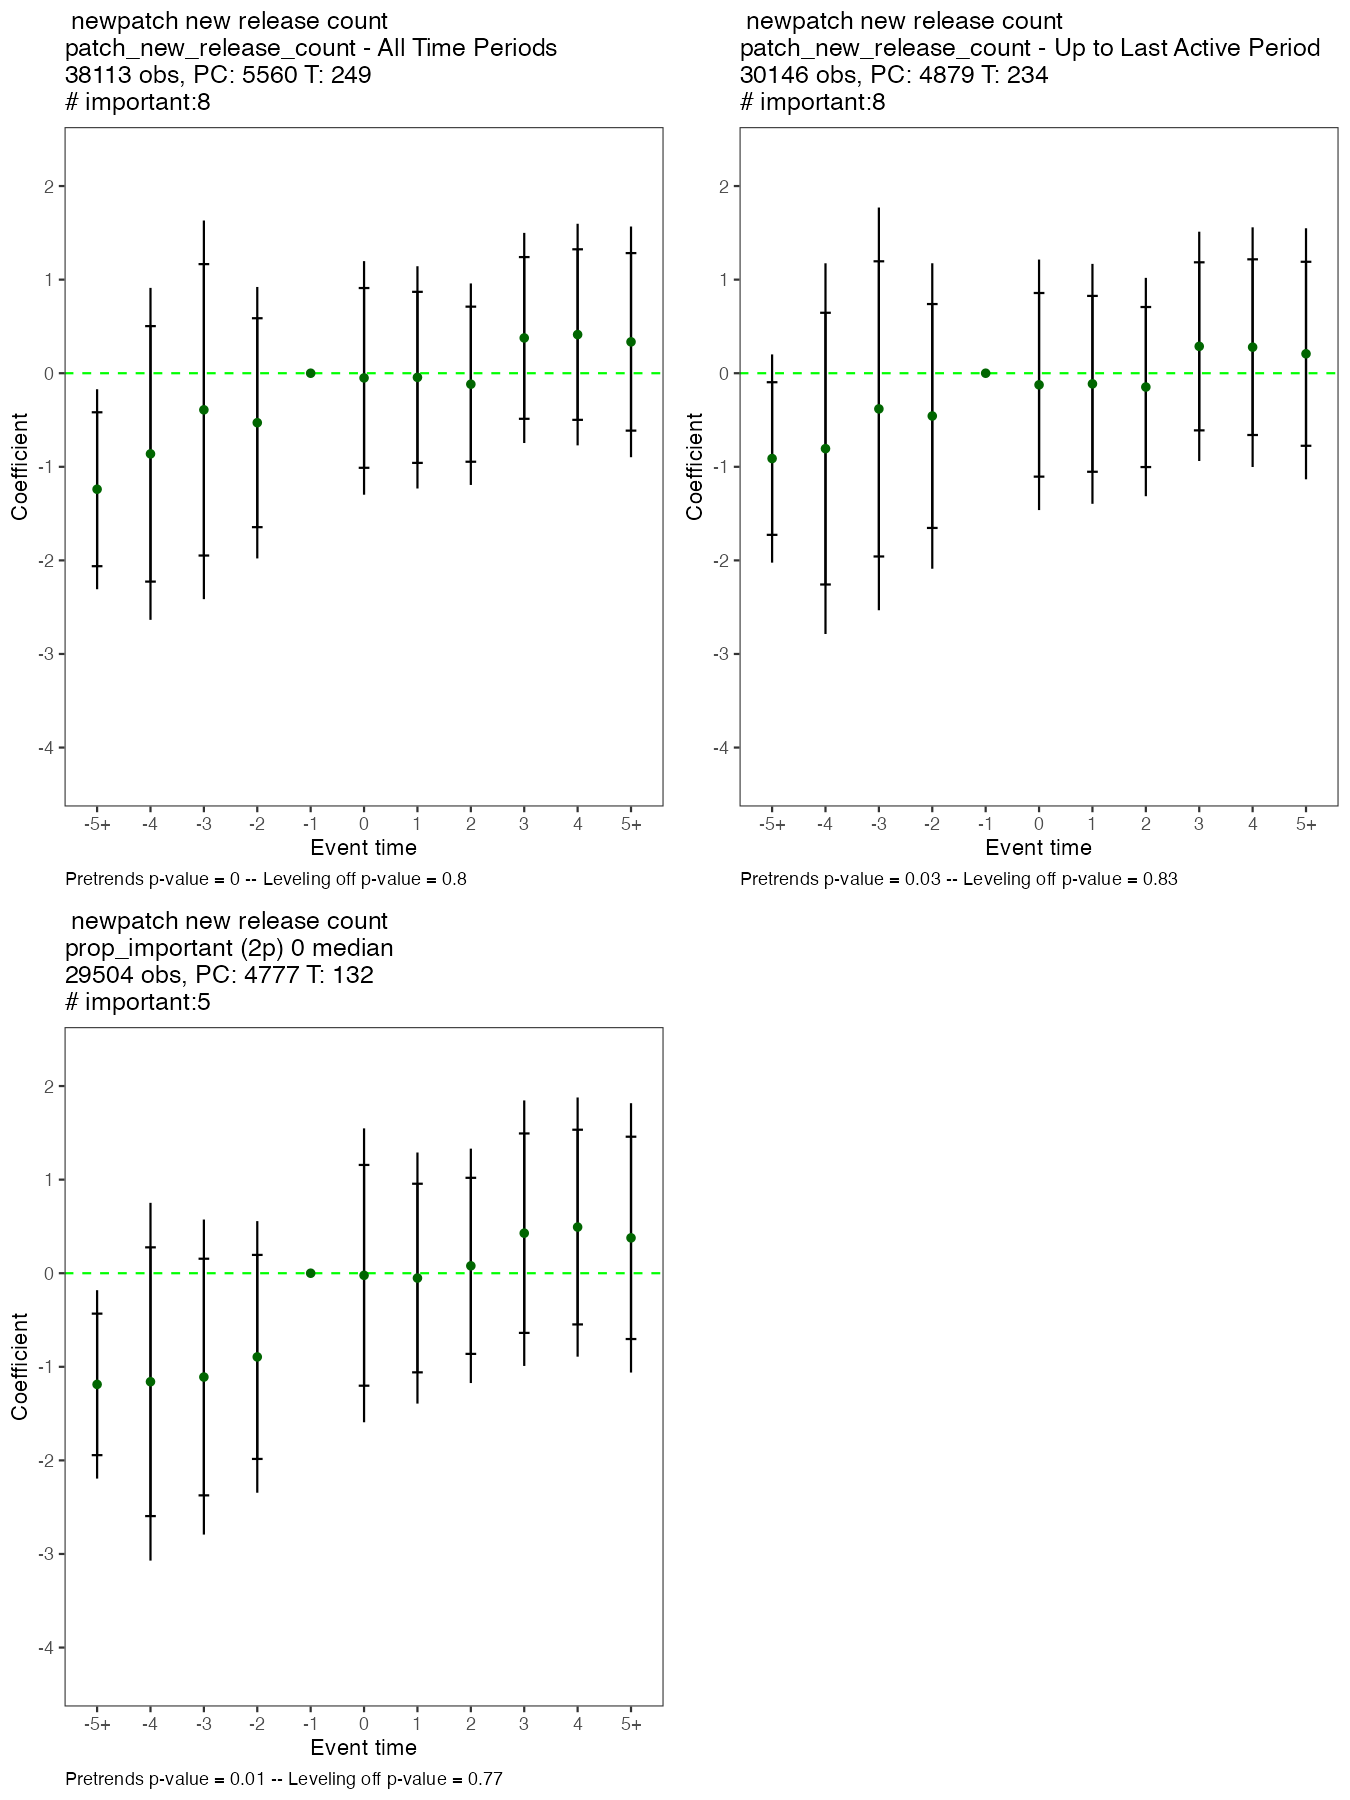 newpatch new release count
patch_new_release_count - All Time Periods
38113 obs, PC: 5560 T: 249
# important:8
2
1
0
-1
-2
-3
-4
Coefficient
-5+ -4 -3 -2 -1 0 1 2 3 4 5+
Event time
Pretrends p-value = 0 -- Leveling off p-value = 0.8
newpatch new release count
patch_new_release_count - Up to Last Active Period
30146 obs, PC: 4879 T: 234
# important:8
2
1
0
-1
-2
-3
-4
Coefficient
-5+ -4 -3 -2 -1 0 1 2 3 4 5+
Event time
Pretrends p-value = 0.03 -- Leveling off p-value = 0.83
newpatch new release count
prop_important (2p) 0 median
29504 obs, PC: 4777 T: 132
# important:5
2
1
0
-1
-2
-3
-4
Coefficient
-5+ -4 -3 -2 -1 0 1 2 3 4 5+
Event time
Pretrends p-value = 0.01 -- Leveling off p-value = 0.77